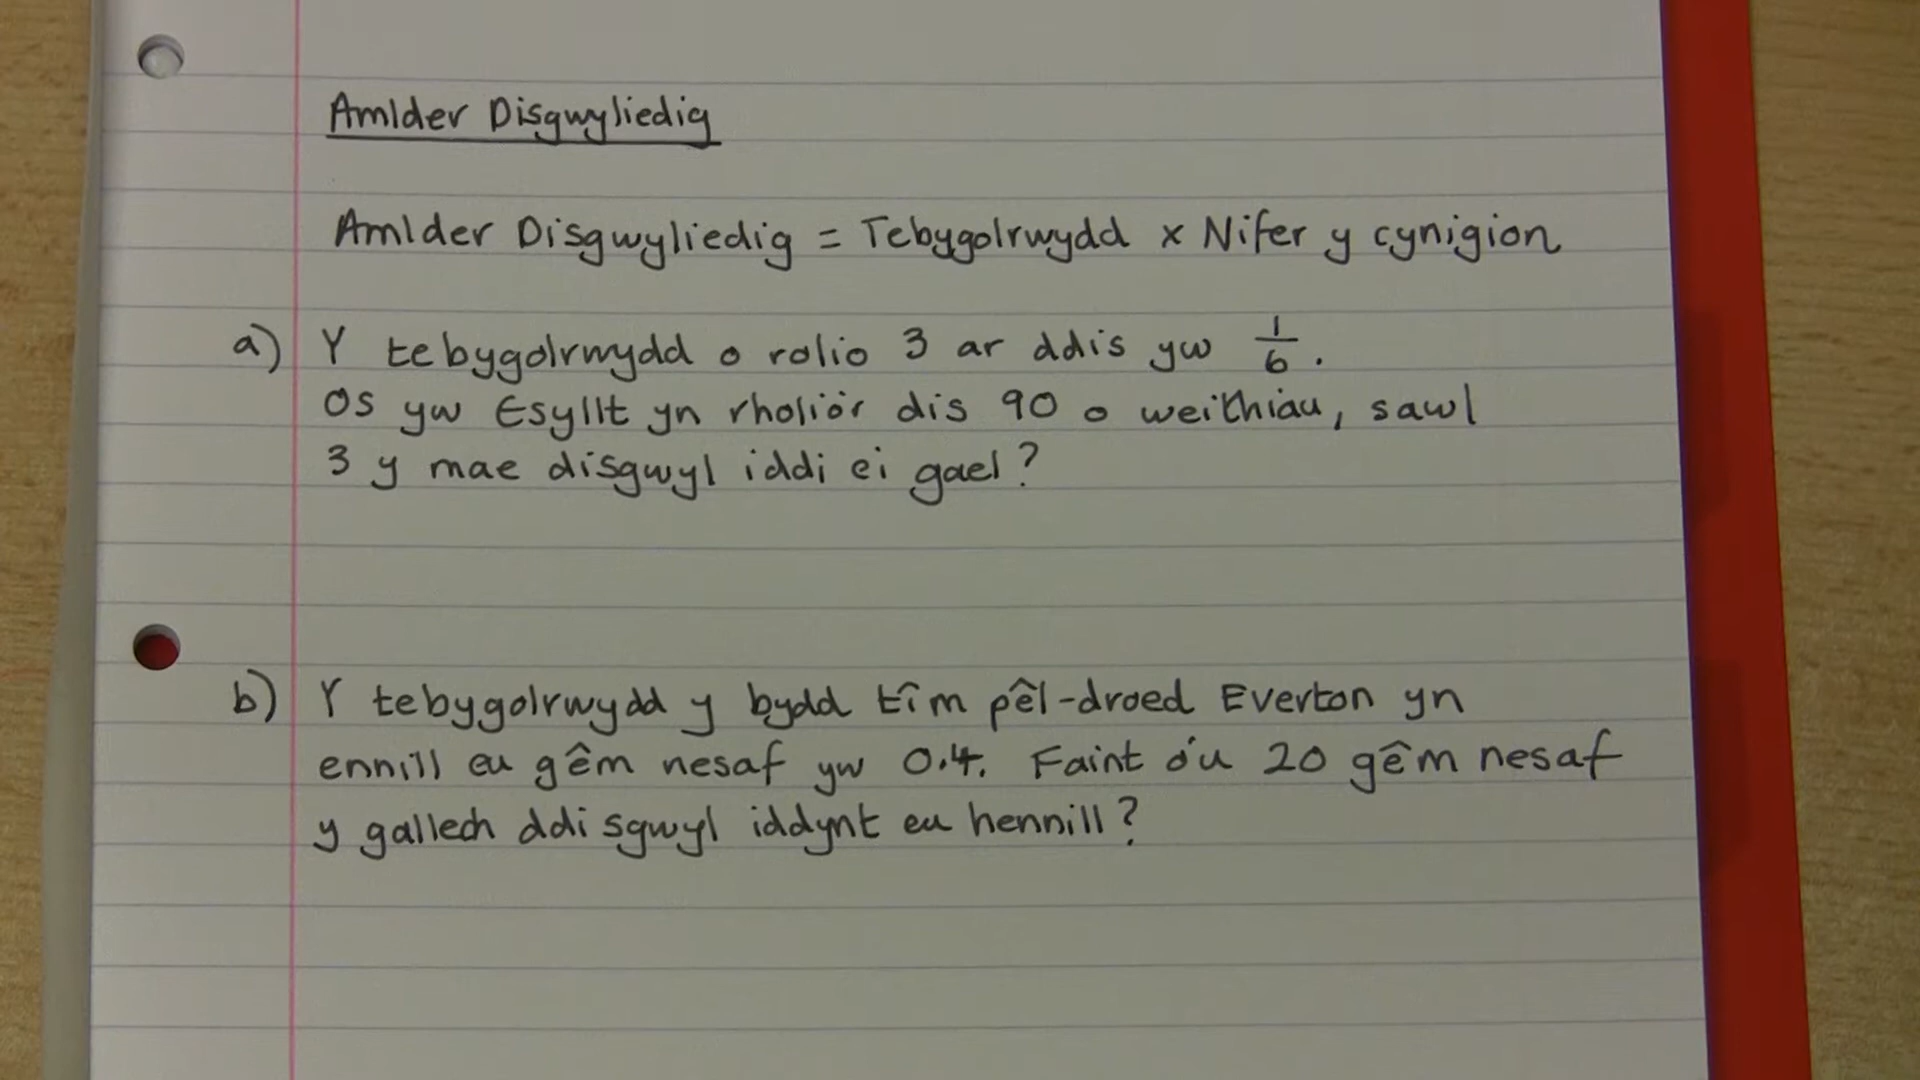 Amlder Disgwyliedig
Amlder Disgwyliedig = Tebygolrwydd x Nifer y cynigion
a) Y tebygolrwydd o rolio 3 ar ddis yw 1/6.
Os yw Esyllt yn rholio'r dis 90 o weithiau, sawl
3 y mae disgwyl iddi ei gael?
b) Y tebygolrwydd y bydd tîm pêl-droed Everton yn
ennill eu gêm nesaf yw 0.4. Faint o'u 20 gêm nesaf
y gallech ddisgwyl iddynt eu hennill?